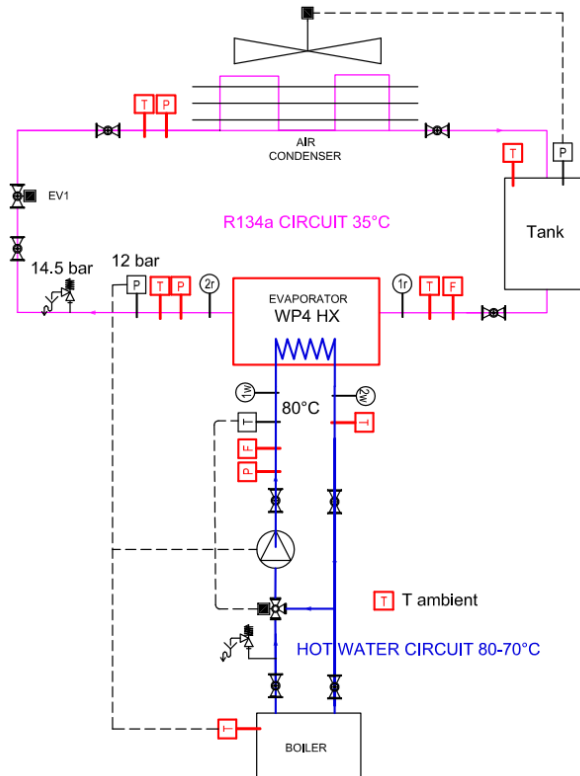 T P
AIR
CONDENSER
T
P
EV1
R134a CIRCUIT 35°C
Tank
14.5 bar
12 bar
P T P 2r
EVAPORATOR
WP4 HX
1r T F
1w
80°C
2w
T
T
F
P
T ambient
HOT WATER CIRCUIT 80-70°C
T
BOILER